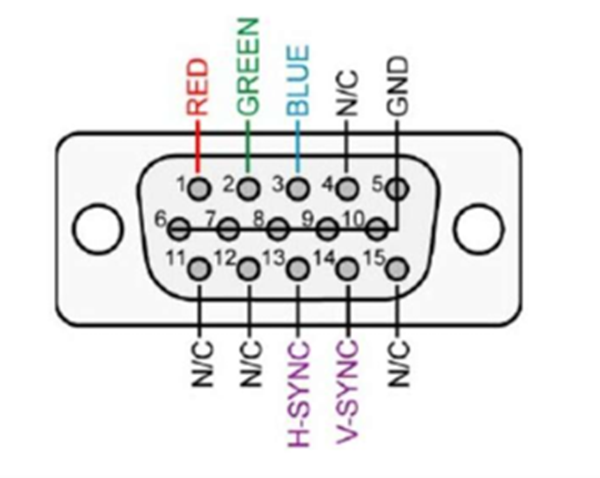 RED GREEN BLUE N/C GND
1 2 3 4 5
6 7 8 9 10
11 12 13 14 15
N/C N/C H-SYNC V-SYNC N/C